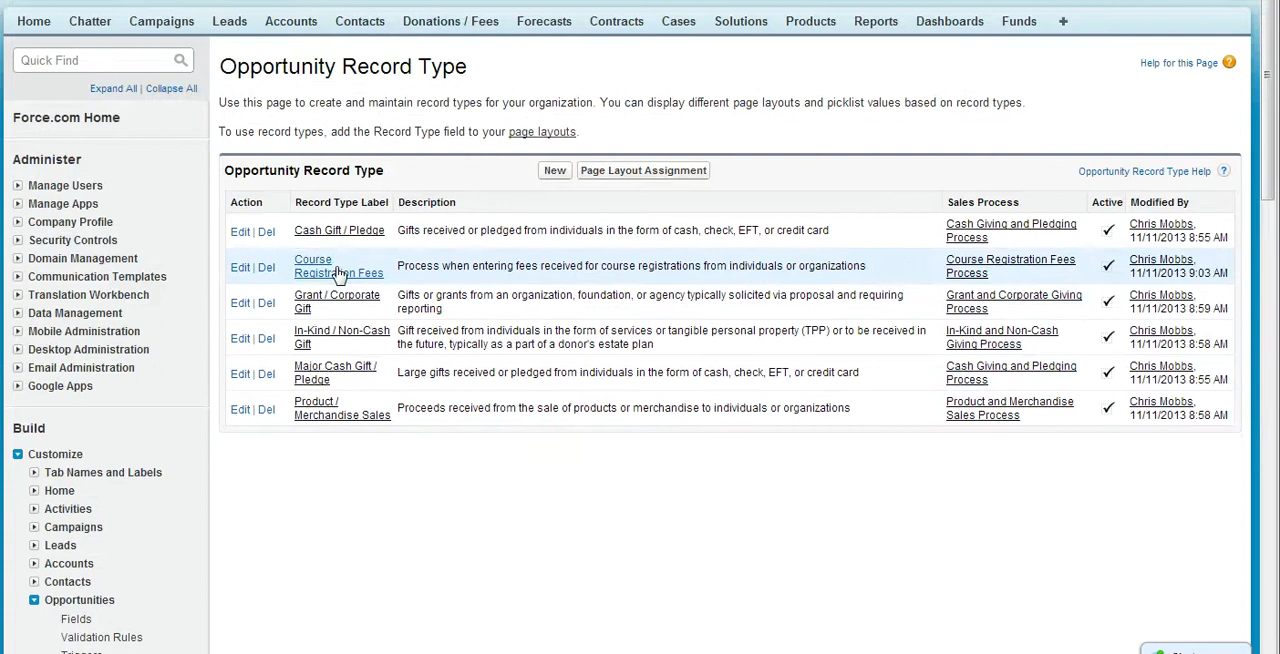 Home Chatter Campaigns Leads Accounts Contacts Donations / Fees Forecasts Contracts Cases Solutions Products Reports Dashboards Funds +
Quick Find
Expand All | Collapse All
Force.com Home
Administer
Manage Users
Manage Apps
Company Profile
Security Controls
Domain Management
Communication Templates
Translation Workbench
Data Management
Mobile Administration
Desktop Administration
Email Administration
Google Apps
Build
Customize
Tab Names and Labels
Home
Activities
Campaigns
Leads
Accounts
Contacts
Opportunities
Fields
Validation Rules
Opportunity Record Type
Help for this Page ?
Use this page to create and maintain record types for your organization. You can display different page layouts and picklist values based on record types.
To use record types, add the Record Type field to your page layouts.
Opportunity Record Type New Page Layout Assignment Opportunity Record Type Help ?
Action Record Type Label Description Sales Process Active Modified By
Edit | Del Cash Gift / Pledge Gifts received or pledged from individuals in the form of cash, check, EFT, or credit card Cash Giving and Pledging Chris Mobbs,
Process 11/11/2013 8:55 AM
Course Course Registration Fees Chris Mobbs,
Edit | Del Registration Fees Process when entering fees received for course registrations from individuals or organizations Process 11/11/2013 9:03 AM
Grant / Corporate Gifts or grants from an organization, foundation, or agency typically solicited via proposal and requiring Grant and Corporate Giving Chris Mobbs,
Edit | Del Gift reporting Process 11/11/2013 8:59 AM
In-Kind / Non-Cash Gift received from individuals in the form of services or tangible personal property (TPP) or to be received in In-Kind and Non-Cash Chris Mobbs,
Edit | Del Gift the future, typically as a part of a donor's estate plan Giving Process 11/11/2013 8:58 AM
Major Cash Gift / Cash Giving and Pledging Chris Mobbs,
Edit | Del Pledge Large gifts received or pledged from individuals in the form of cash, check, EFT, or credit card Process 11/11/2013 8:55 AM
Product / Product and Merchandise Chris Mobbs,
Edit | Del Merchandise Sales Proceeds received from the sale of products or merchandise to individuals or organizations Sales Process 11/11/2013 8:58 AM